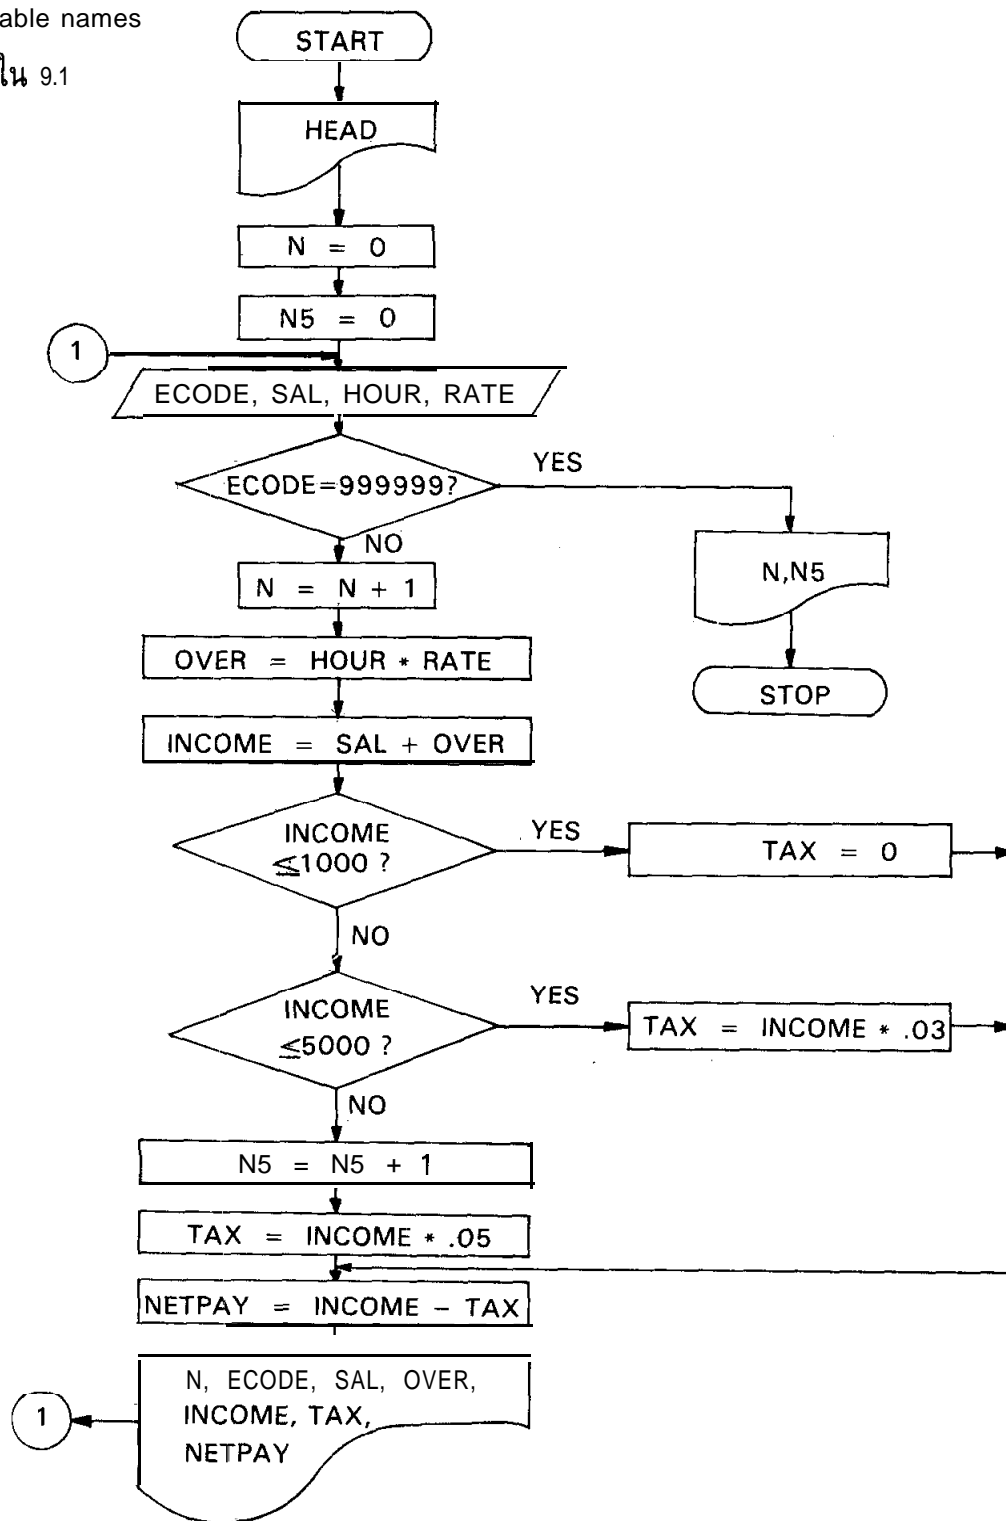 able names
ใน 9.1
START
HEAD
N = 0
N5 = 0
1
ECODE, SAL, HOUR, RATE
ECODE=999999?
YES
NO
N,N5
STOP
N = N + 1
OVER = HOUR * RATE
INCOME = SAL + OVER
INCOME
≤1000 ?
YES
TAX = 0
NO
INCOME
≤5000 ?
YES
TAX = INCOME * .03
NO
N5 = N5 + 1
TAX = INCOME * .05
NETPAY = INCOME − TAX
N, ECODE, SAL, OVER,
INCOME, TAX,
NETPAY
1